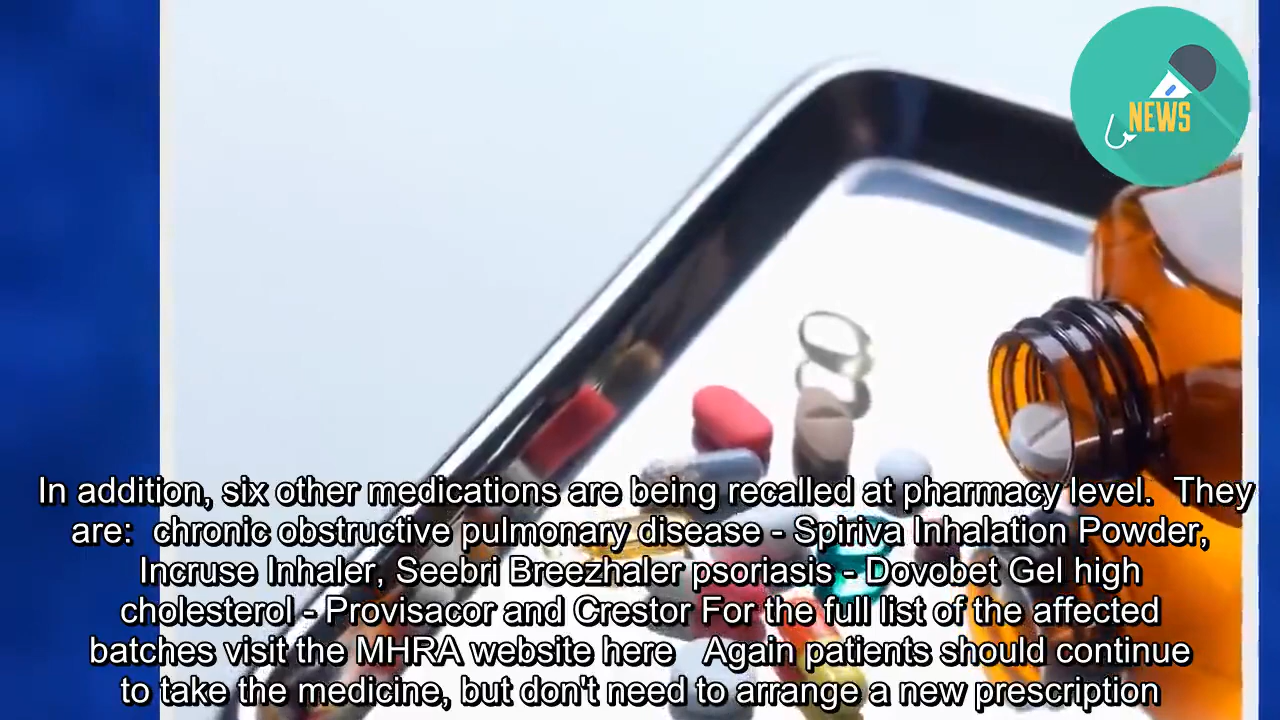 NEWS
In addition, six other medications are being recalled at pharmacy level.  They
are:  chronic obstructive pulmonary disease - Spiriva Inhalation Powder,
Incruse Inhaler, Seebri Breezhaler psoriasis - Dovobet Gel high
cholesterol - Provisacor and Crestor For the full list of the affected
batches visit the MHRA website here   Again patients should continue
to take the medicine, but don't need to arrange a new prescription